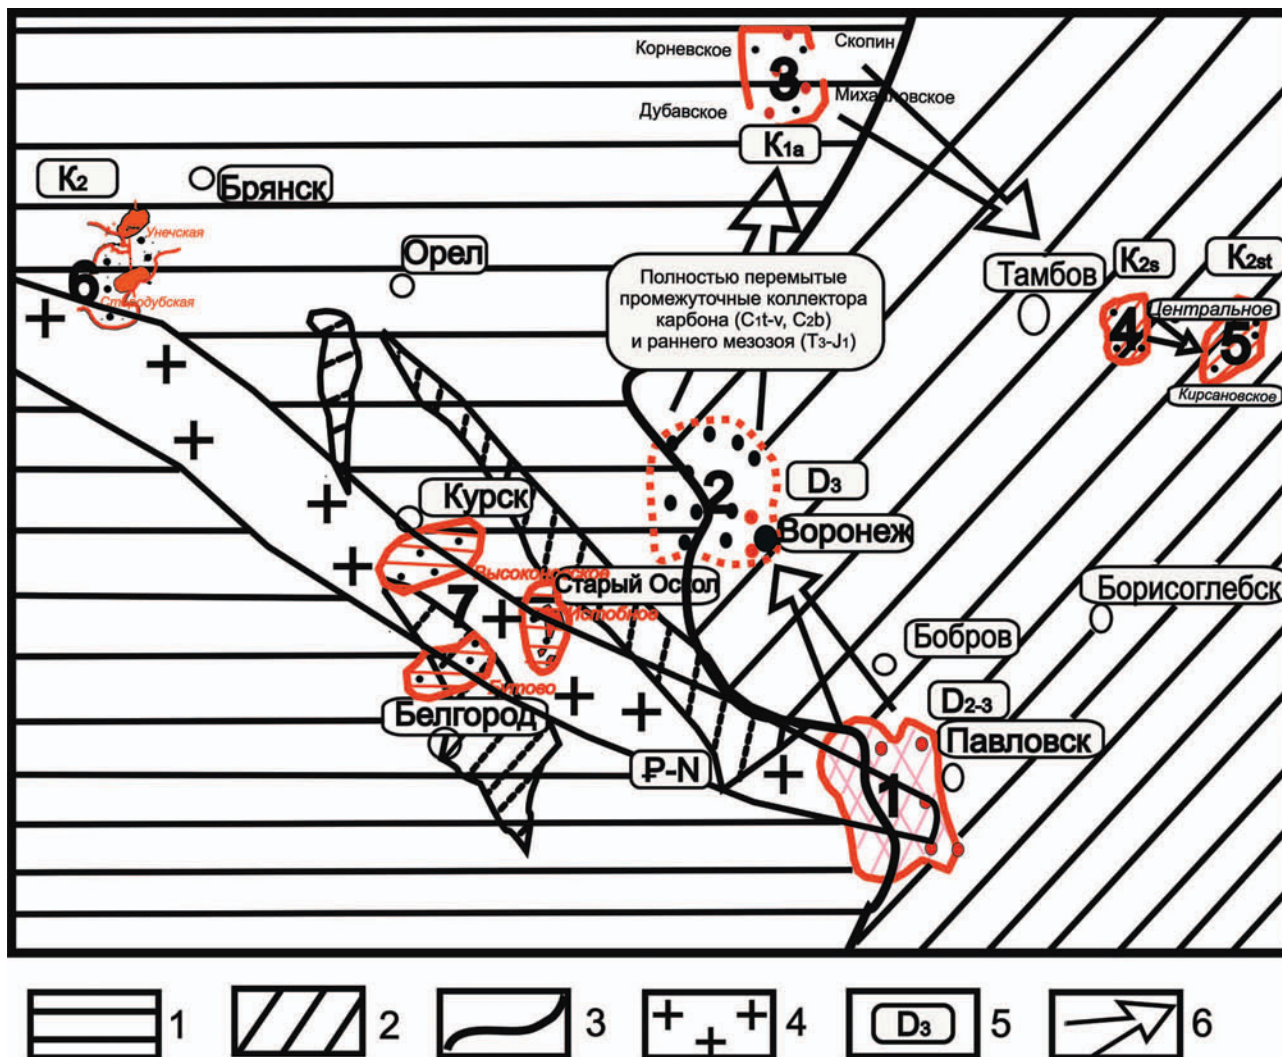 Корневское
Скопин
3
Дубавское
Михайловское
K1a
K2
Брянск
Унечская
6
Стародубская
Орел
Полностью перемытые
промежуточные коллектора
карбона (C1t-v, C2b)
и раннего мезозоя (T3-J1)
Тамбов
K2s
K2st
4
Центральное
5
Кирсановское
2
D3
Воронеж
Курск
Высоконовское
7
Старый Оскол
Истобное
Борисоглебск
Бобров
Бутово
Белгород
D2-3
Павловск
₽-N
1
1
2
3
4
D3
5
6